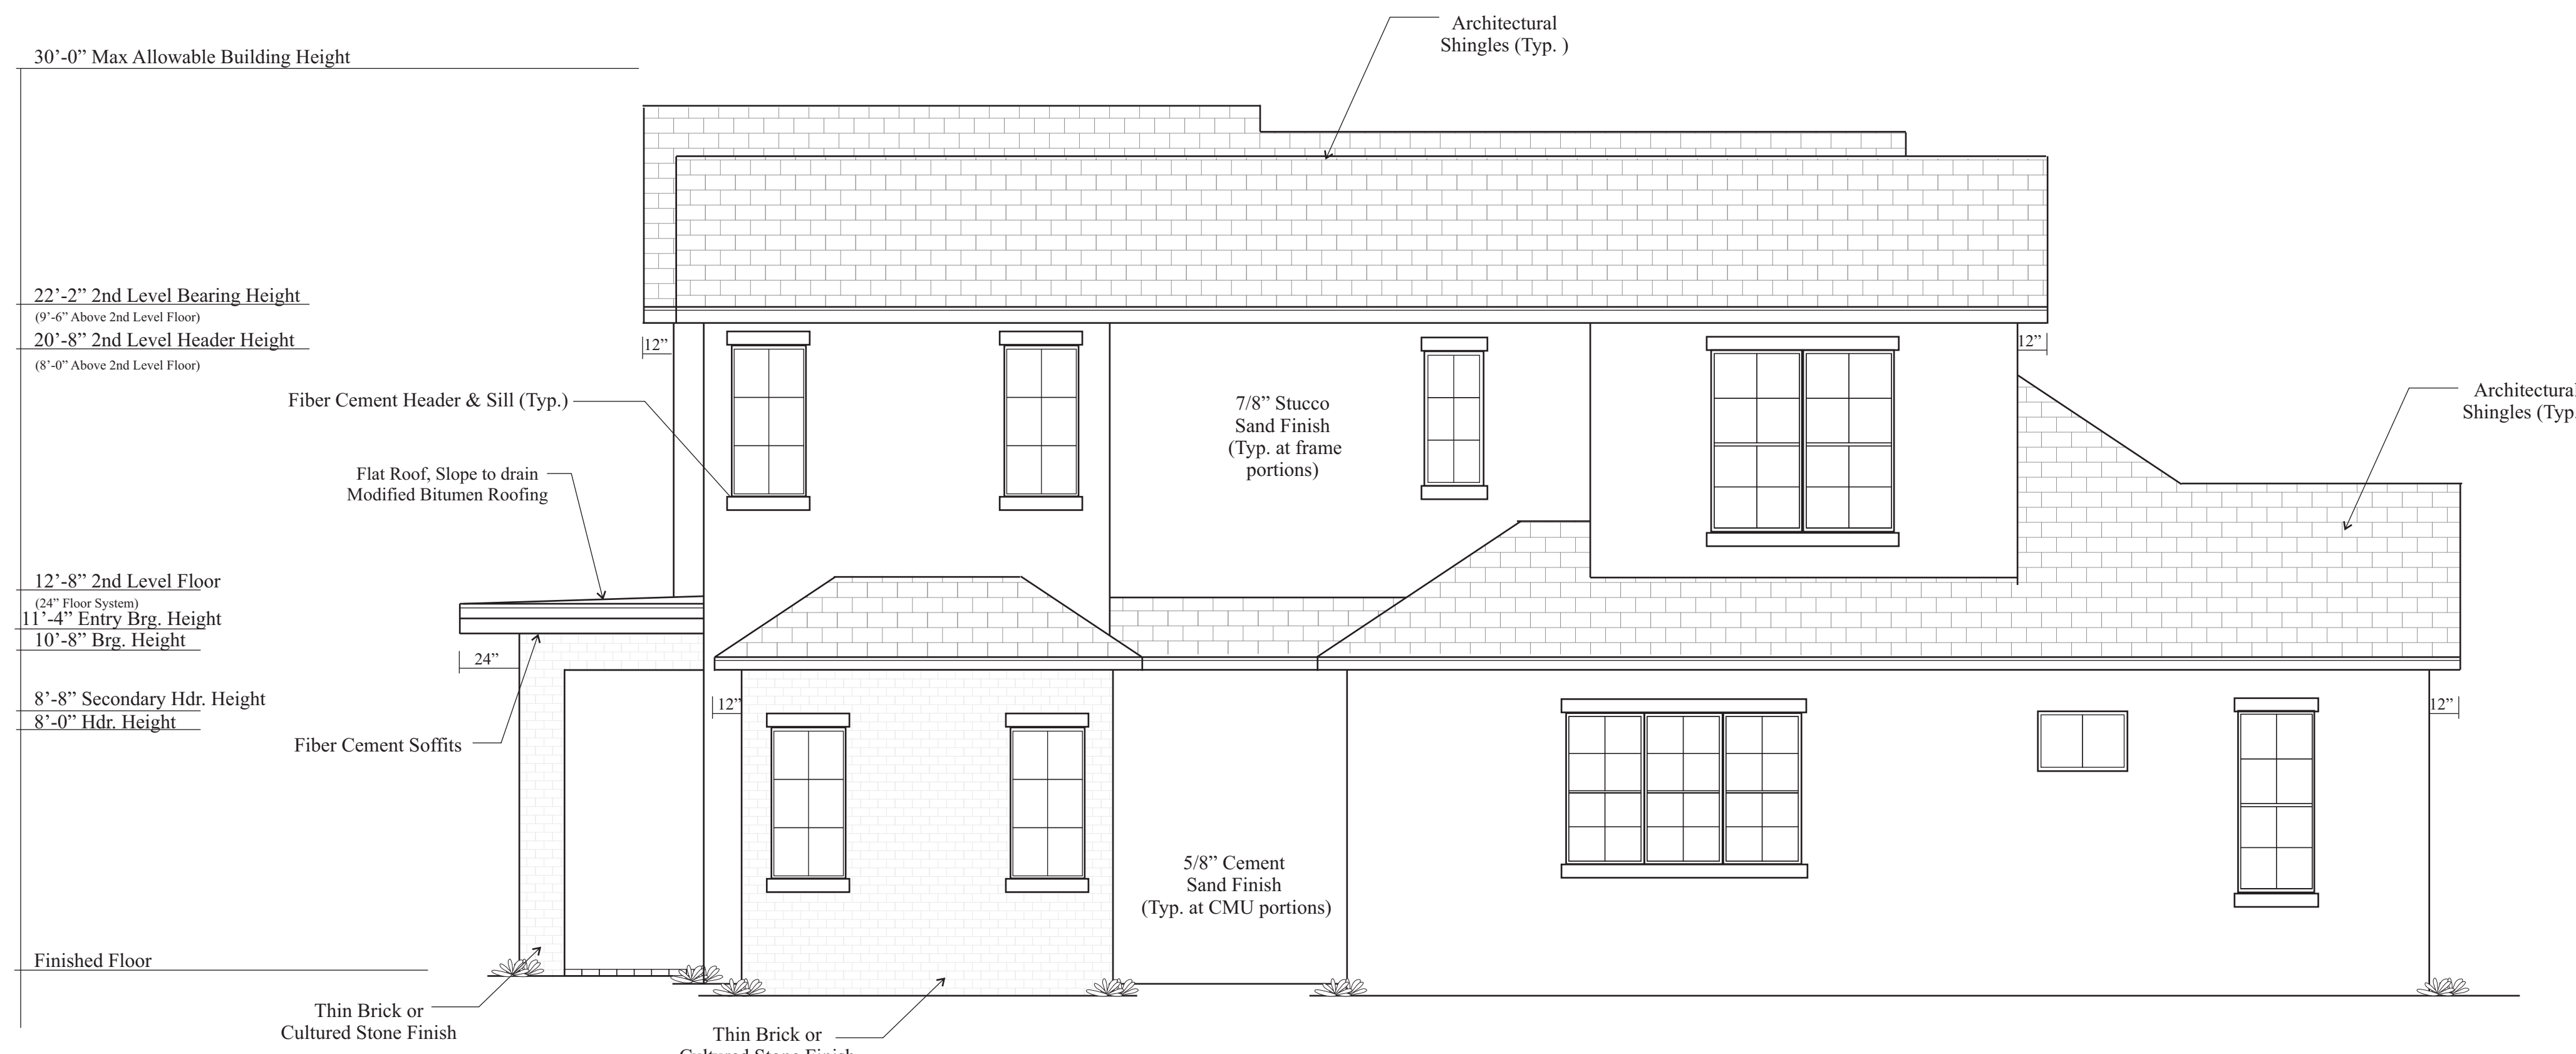 Architectural
Shingles (Typ. )
30’-0” Max Allowable Building Height
22’-2” 2nd Level Bearing Height
(9’-6” Above 2nd Level Floor)
20’-8” 2nd Level Header Height
(8’-0” Above 2nd Level Floor)
12”
12”
Architectural
Shingles (Typ.
Fiber Cement Header & Sill (Typ.)
7/8” Stucco
Sand Finish
(Typ. at frame
portions)
Flat Roof, Slope to drain
Modified Bitumen Roofing
12’-8” 2nd Level Floor
(24” Floor System)
11’-4” Entry Brg. Height
10’-8” Brg. Height
24”
8’-8” Secondary Hdr. Height
8’-0” Hdr. Height
12”
12”
Fiber Cement Soffits
5/8” Cement
Sand Finish
(Typ. at CMU portions)
Finished Floor
Thin Brick or
Cultured Stone Finish
Thin Brick or
Cultured Stone Finish